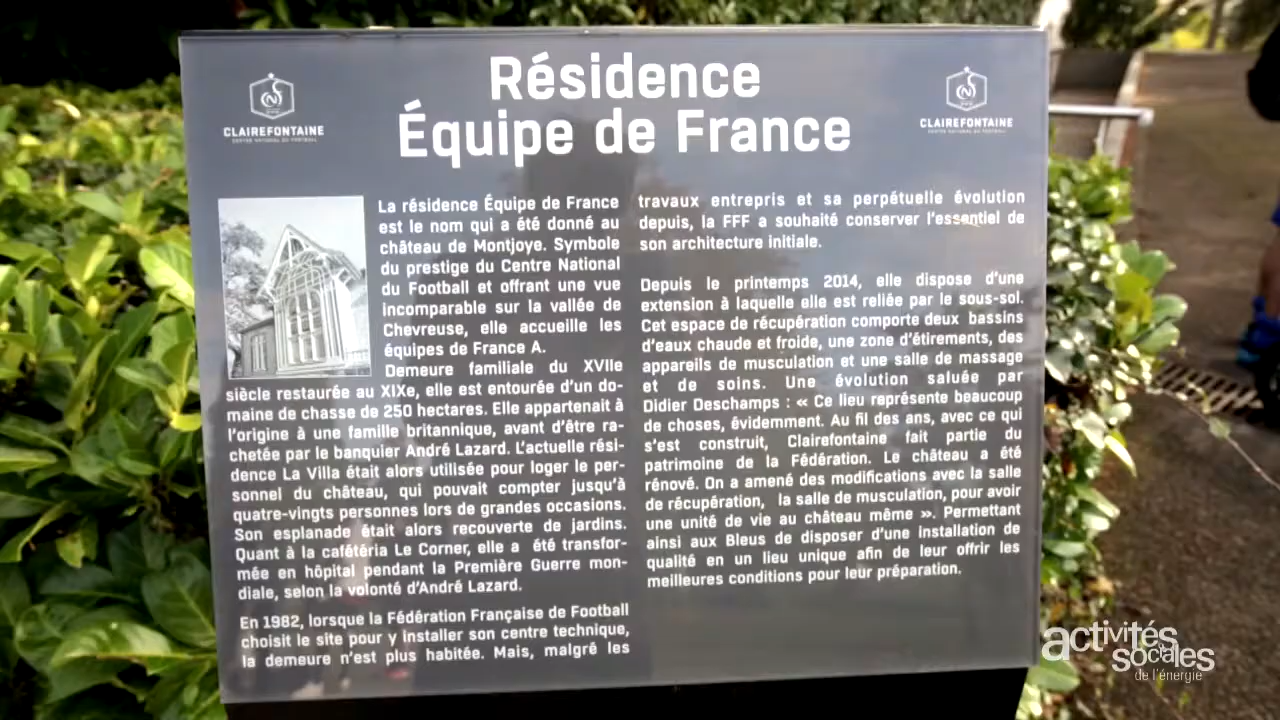 Résidence
Équipe de France
CLAIREFONTAINE
CENTRE NATIONAL DU FOOTBALL
CLAIREFONTAINE
CENTRE NATIONAL DU FOOTBALL
La résidence Équipe de France
est le nom qui a été donné au
château de Montjoye. Symbole
du prestige du Centre National
du Football et offrant une vue
incomparable sur la vallée de
Chevreuse, elle accueille les
équipes de France A.
Demeure familiale du XVIIe
siècle restaurée au XIXe, elle est entourée d'un do-
maine de chasse de 250 hectares. Elle appartenait à
l'origine à une famille britannique, avant d'être ra-
chetée par le banquier André Lazard. L'actuelle rési-
dence La Villa était alors utilisée pour loger le per-
sonnel du château, qui pouvait compter jusqu'à
quatre-vingts personnes lors de grandes occasions.
Son esplanade était alors recouverte de jardins.
Quant à la cafétéria Le Corner, elle a été transfor-
mée en hôpital pendant la Première Guerre mon-
diale, selon la volonté d'André Lazard.
En 1982, lorsque la Fédération Française de Football
choisit le site pour y installer son centre technique,
la demeure n'est plus habitée. Mais, malgré les
travaux entrepris et sa perpétuelle évolution
depuis, la FFF a souhaité conserver l'essentiel de
son architecture initiale.
Depuis le printemps 2014, elle dispose d'une
extension à laquelle elle est reliée par le sous-sol.
Cet espace de récupération comporte deux bassins
d'eaux chaude et froide, une zone d'étirements, des
appareils de musculation et une salle de massage
et de soins. Une évolution saluée par
Didier Deschamps : « Ce lieu représente beaucoup
de choses, évidemment. Au fil des ans, avec ce qui
s'est construit, Clairefontaine fait partie du
patrimoine de la Fédération. Le château a été
rénové. On a amené des modifications avec la salle
de récupération, la salle de musculation, pour avoir
une unité de vie au château même ». Permettant
ainsi aux Bleus de disposer d'une installation de
qualité en un lieu unique afin de leur offrir les
meilleures conditions pour leur préparation.
activités
sociales
de l'énergie